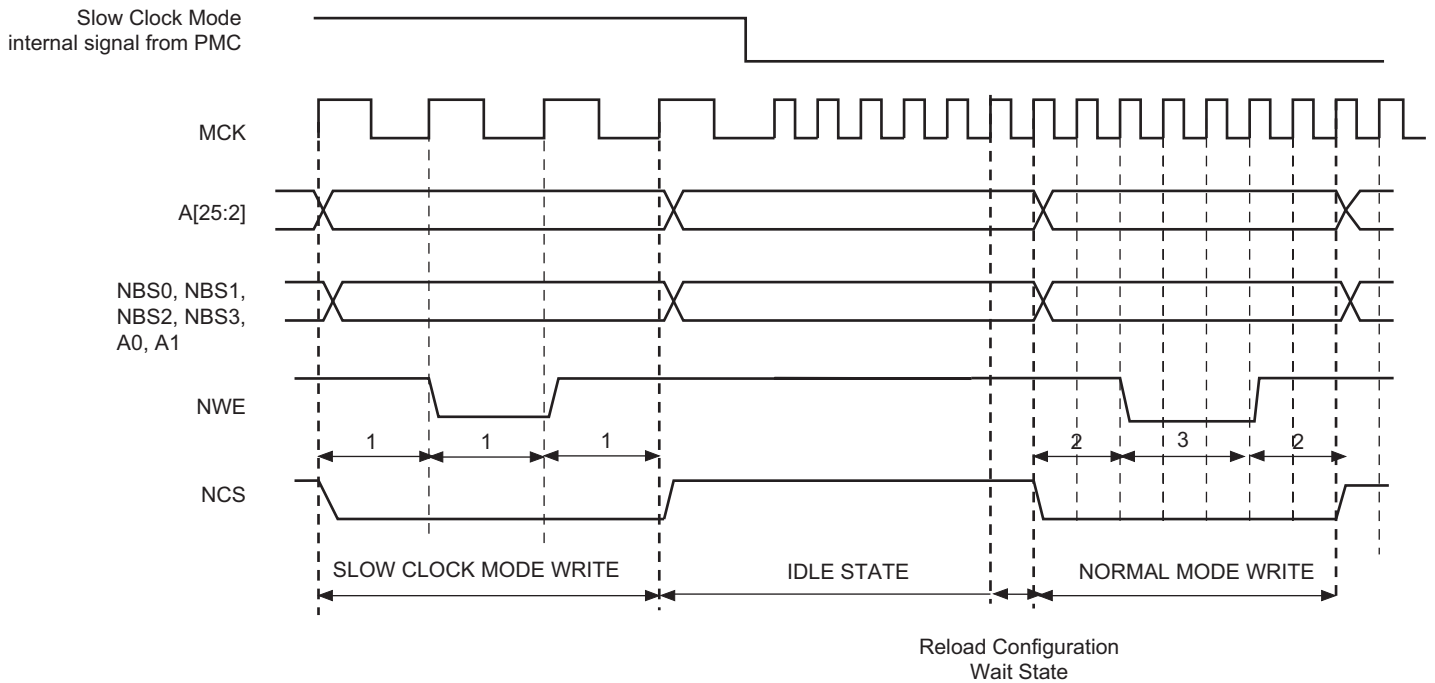 Slow Clock Mode
internal signal from PMC
MCK
A[25:2]
NBS0, NBS1,
NBS2, NBS3,
A0, A1
NWE
1 1 1 2 3 2
NCS
SLOW CLOCK MODE WRITE IDLE STATE NORMAL MODE WRITE
Reload Configuration
Wait State